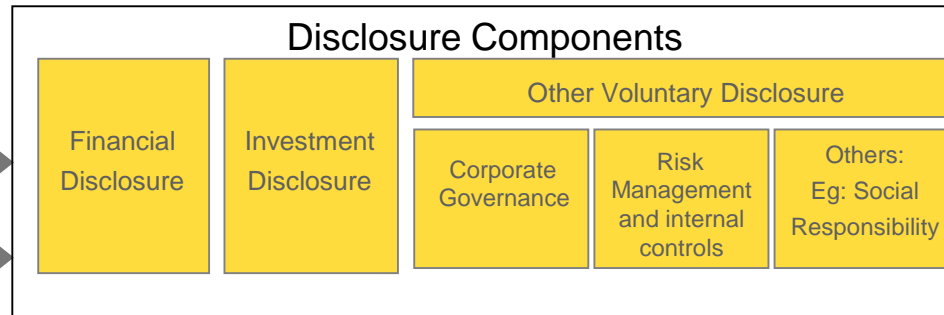 Disclosure Components
Financial
Disclosure
Investment
Disclosure
Other Voluntary Disclosure
Corporate
Governance
Risk
Management
and internal
controls
Others:
Eg: Social
Responsibility